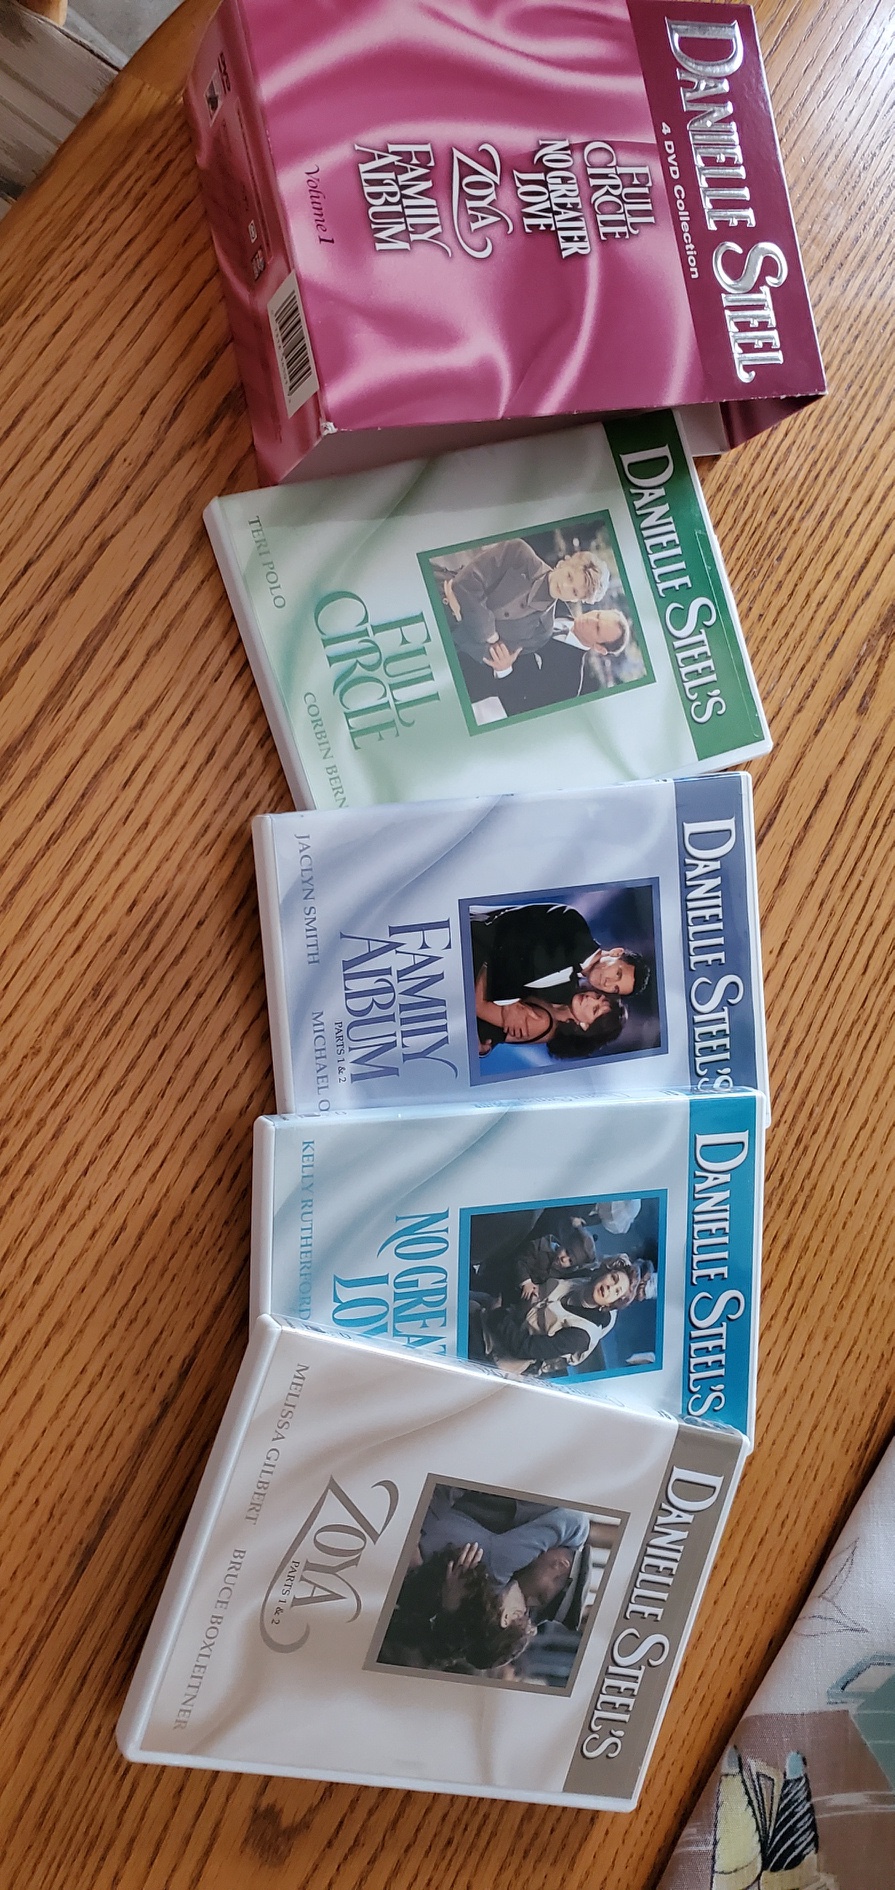 DANIELLE STEEL
4 DVD Collection
FULL
CIRCLE
NO GREATER
LOVE
ZOYA
FAMILY
ALBUM
Volume 1
DANIELLE STEEL'S
FULL
CIRCLE
TERI POLO CORBIN BERN
DANIELLE STEEL'S
FAMILY
ALBUM
PARTS 1 & 2
JACLYN SMITH MICHAEL O
DANIELLE STEEL'S
NO GREA
LOV
KELLY RUTHERFORD
DANIELLE STEEL'S
ZOYA
PARTS 1 & 2
MELISSA GILBERT BRUCE BOXLEITNER